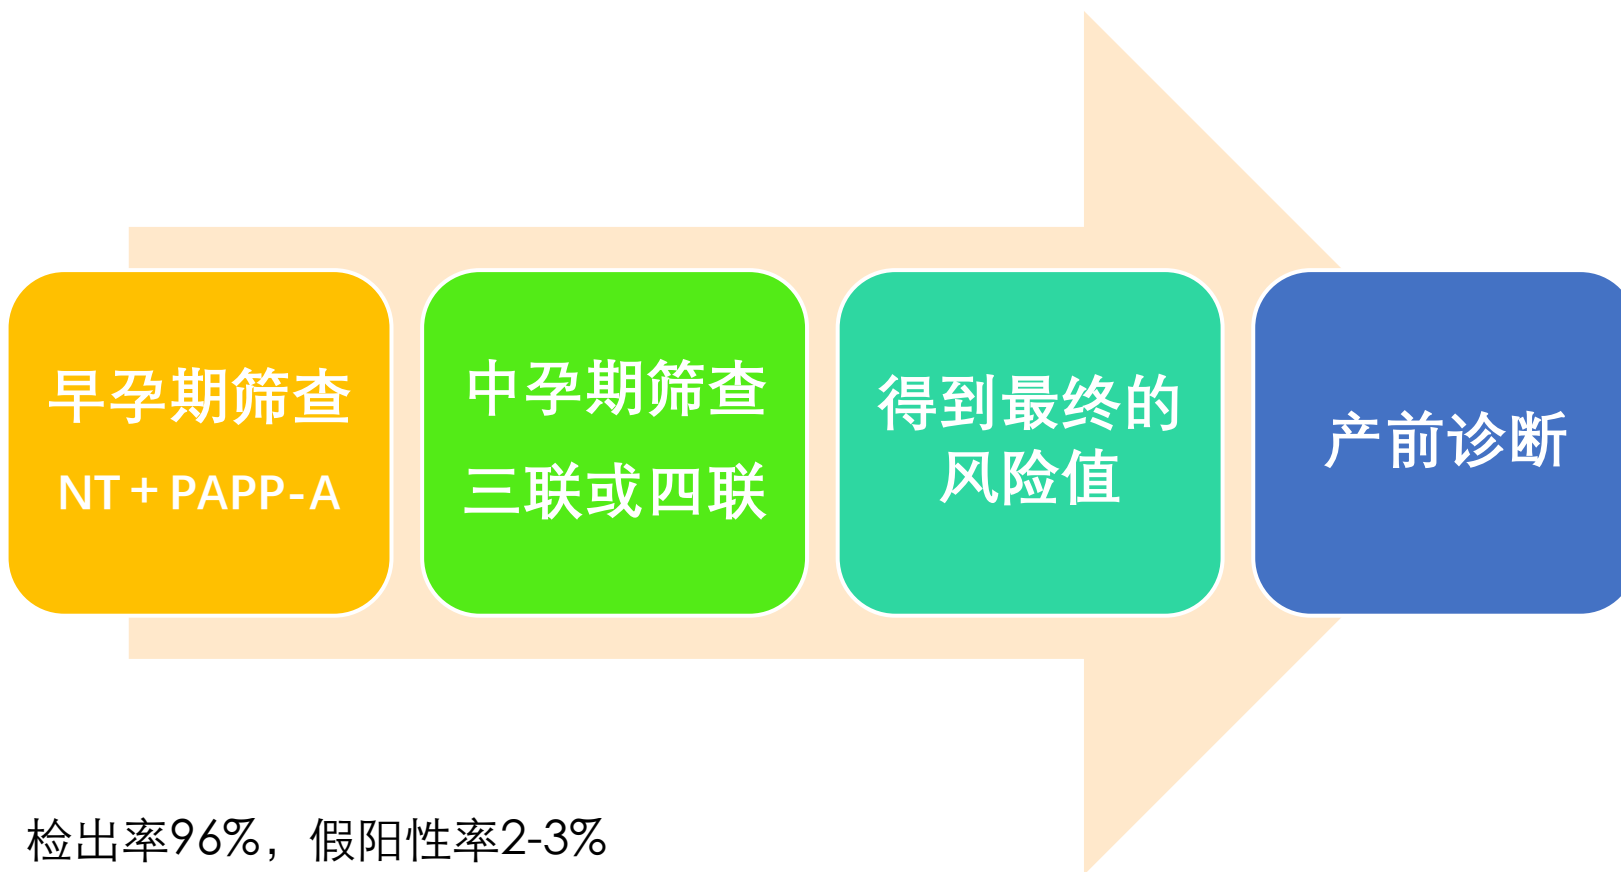 早孕期筛查
NT+PAPP-A
中孕期筛查
三联或四联
得到最终的
风险值
产前诊断
检出率96%，假阳性率2-3%